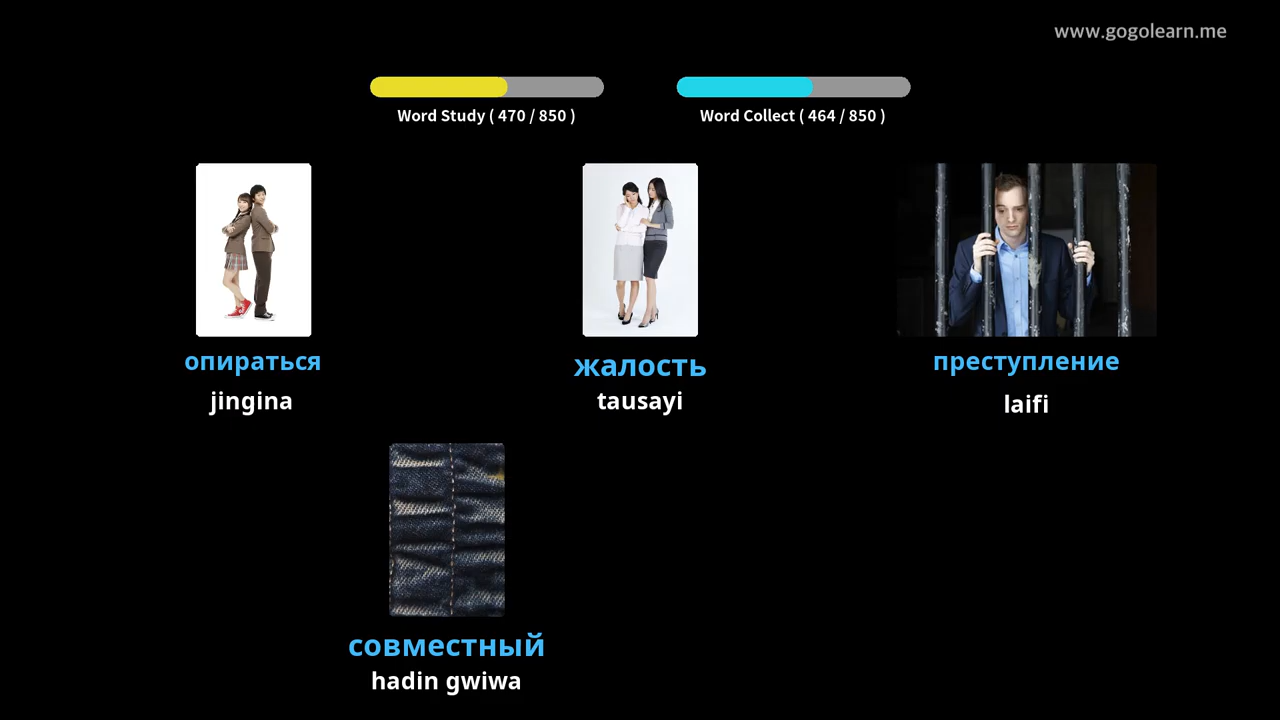 www.gogolearn.me
Word Study ( 470 / 850 )
Word Collect ( 464 / 850 )
опираться
jingina
жалость
tausayi
преступление
laifi
совместный
hadin gwiwa